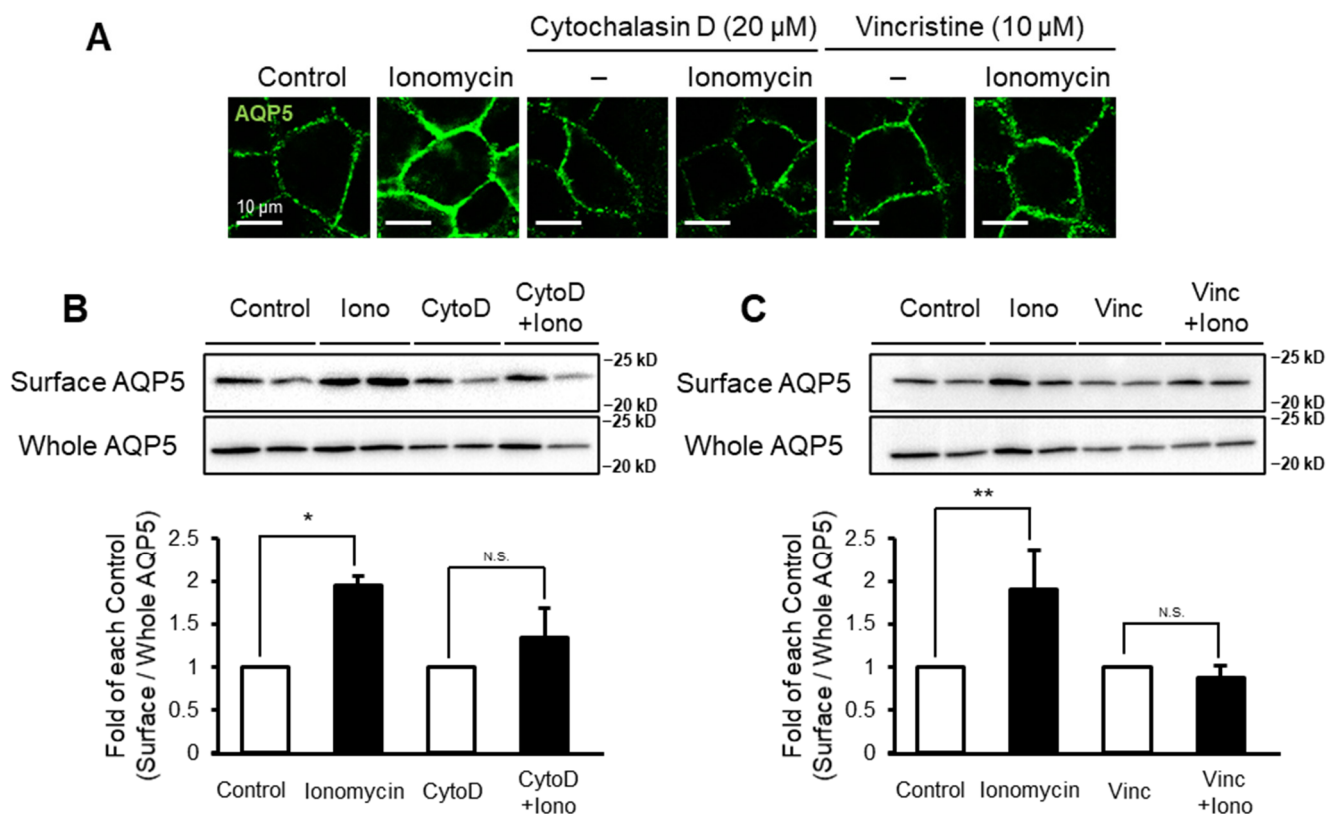 A
Cytochalasin D (20 µM) Vincristine (10 µM)
Control Ionomycin – Ionomycin – Ionomycin
AQP5
10 µm
B
Control Iono CytoD CytoD
+Iono
Surface AQP5
–25 kD
–20 kD
Whole AQP5
–25 kD
–20 kD
Fold of each Control
(Surface / Whole AQP5)
2.5
2
1.5
1
0.5
0
*
N.S.
Control Ionomycin CytoD CytoD
+Iono
C
Control Iono Vinc Vinc
+Iono
Surface AQP5
–25 kD
–20 kD
Whole AQP5
–25 kD
–20 kD
Fold of each Control
(Surface / Whole AQP5)
2.5
2
1.5
1
0.5
0
**
N.S.
Control Ionomycin Vinc Vinc
+Iono